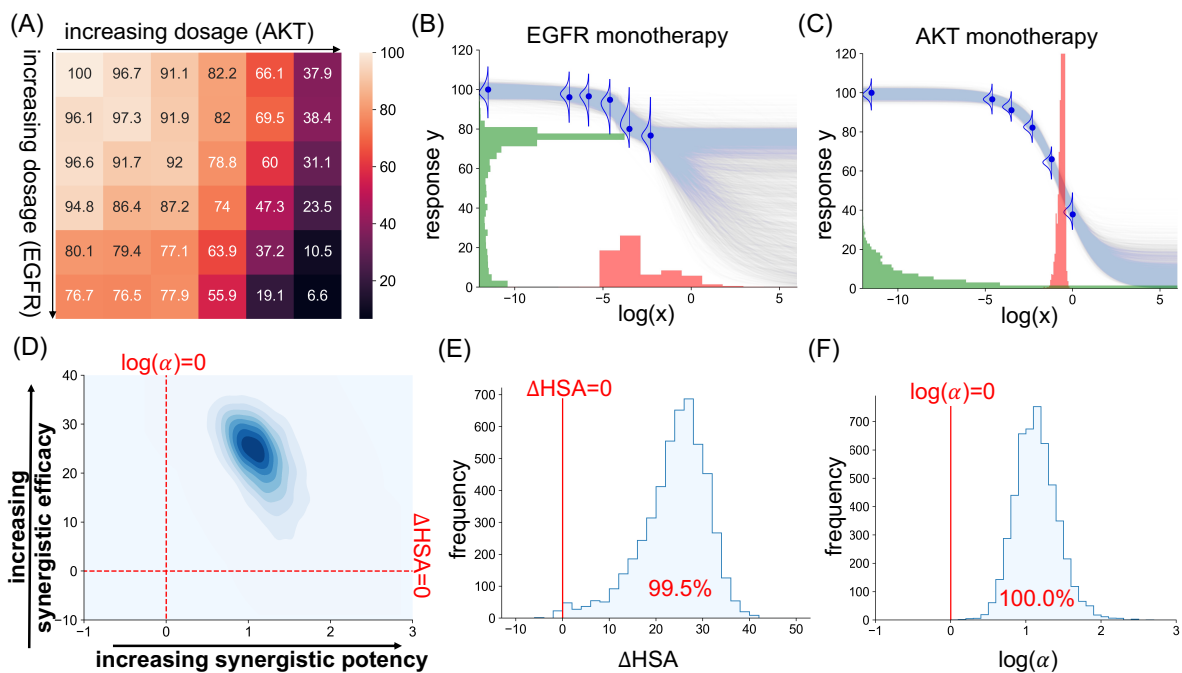 (A)
increasing dosage (AKT)
increasing dosage (EGFR)
100 96.7 91.1 82.2 66.1 37.9
96.1 97.3 91.9 82 69.5 38.4
96.6 91.7 92 78.8 60 31.1
94.8 86.4 87.2 74 47.3 23.5
80.1 79.4 77.1 63.9 37.2 10.5
76.7 76.5 77.9 55.9 19.1 6.6
100
80
60
40
20
(B)
EGFR monotherapy
response y
120
100
80
60
40
20
0
−10 −5 0 5
log(x)
(C)
AKT monotherapy
response y
120
100
80
60
40
20
0
−10 −5 0 5
log(x)
(D)
log(α)=0
increasing
synergistic efficacy
40
30
20
10
0
−10
−1 0 1 2 3
ΔHSA=0
increasing synergistic potency
(E)
ΔHSA=0
frequency
700
600
500
400
300
200
100
0
99.5%
−10 0 10 20 30 40 50
ΔHSA
(F)
log(α)=0
frequency
700
600
500
400
300
200
100
0
100.0%
−1 0 1 2 3
log(α)